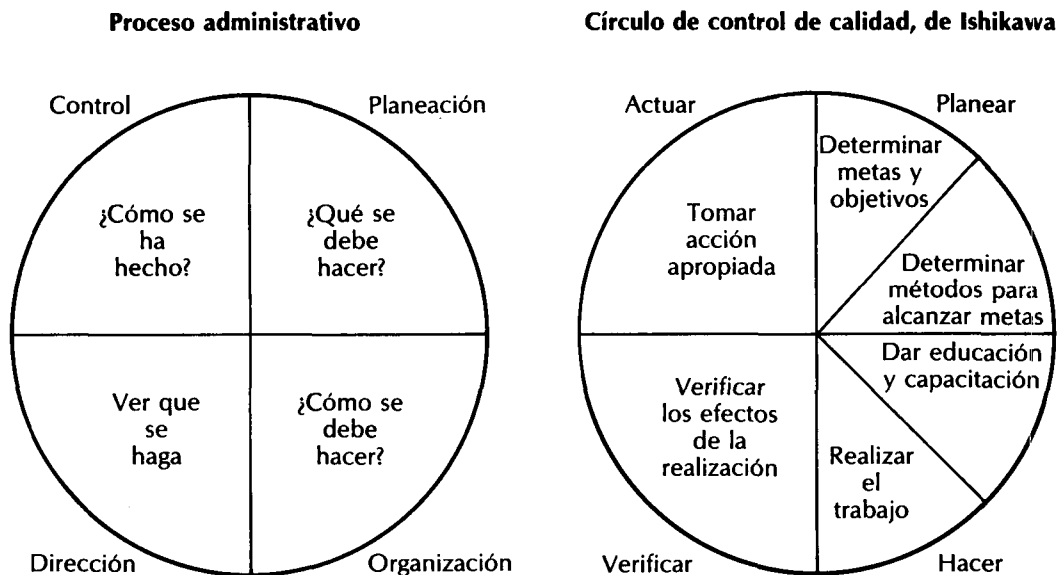 Proceso administrativo
Control
Planeación
¿Cómo se
ha
hecho?
¿Qué se
debe
hacer?
Ver que
se
haga
¿Cómo se
debe
hacer?
Dirección
Organización
Círculo de control de calidad, de Ishikawa
Actuar
Planear
Determinar
metas y
objetivos
Tomar
acción
apropiada
Determinar
métodos para
alcanzar metas
Dar educación
y capacitación
Verificar
los efectos
de la
realización
Realizar
el
trabajo
Verificar
Hacer